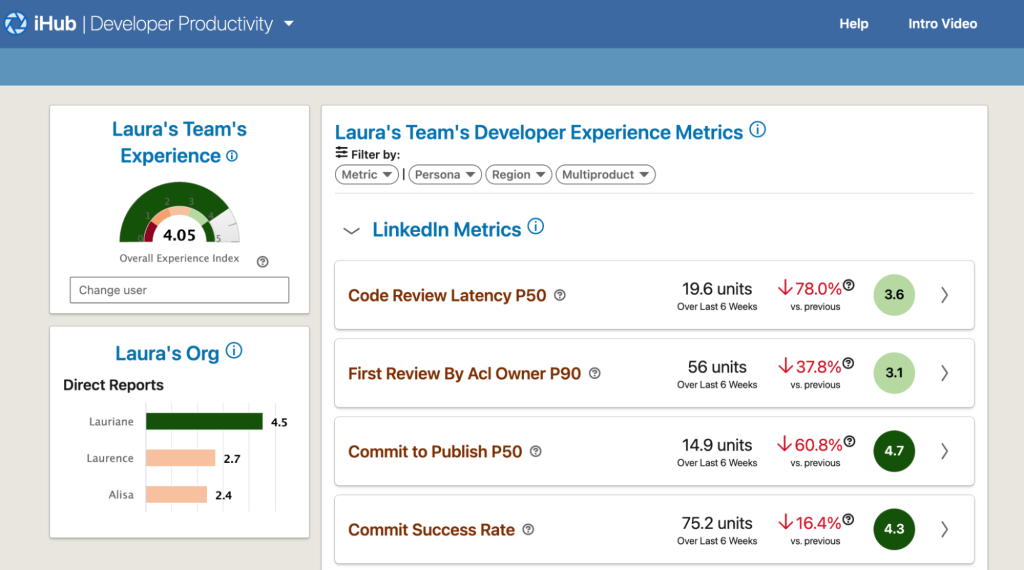 iHub | Developer Productivity
Help
Intro Video
Laura's Team's
Experience
0 1 2 3 4 5
4.05
Overall Experience Index
Change user
Laura's Org
Direct Reports
Lauriane 4.5
Laurence 2.7
Alisa 2.4
Laura's Team's Developer Experience Metrics
Filter by:
Metric | Persona Region Multiproduct
LinkedIn Metrics
Code Review Latency P50
19.6 units
Over Last 6 Weeks
78.0%
vs. previous
3.6
First Review By Acl Owner P90
56 units
Over Last 6 Weeks
37.8%
vs. previous
3.1
Commit to Publish P50
14.9 units
Over Last 6 Weeks
60.8%
vs. previous
4.7
Commit Success Rate
75.2 units
Over Last 6 Weeks
16.4%
vs. previous
4.3